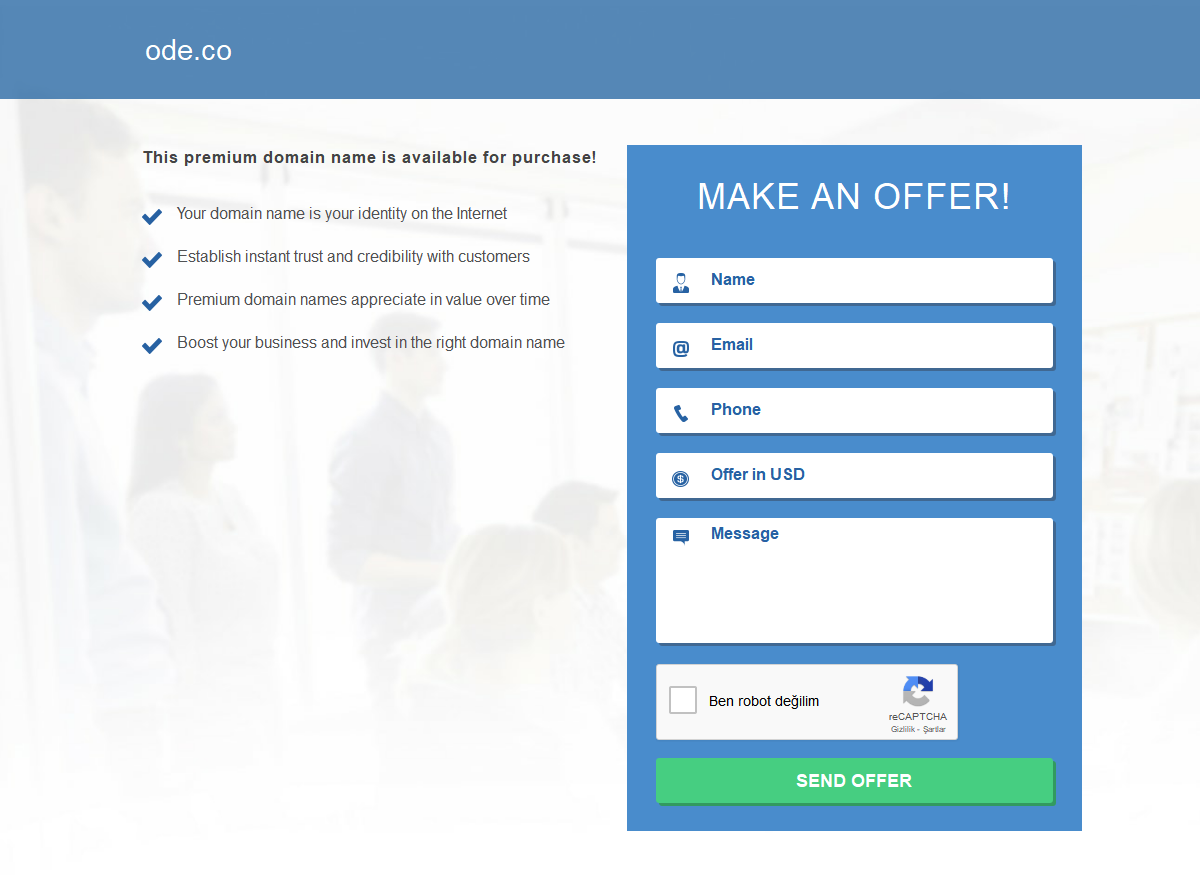 ode.co
This premium domain name is available for purchase!
Your domain name is your identity on the Internet
Establish instant trust and credibility with customers
Premium domain names appreciate in value over time
Boost your business and invest in the right domain name
MAKE AN OFFER!
Name
Email
Phone
Offer in USD
Message
Ben robot değilim
reCAPTCHA
Gizlilik - Şartlar
SEND OFFER